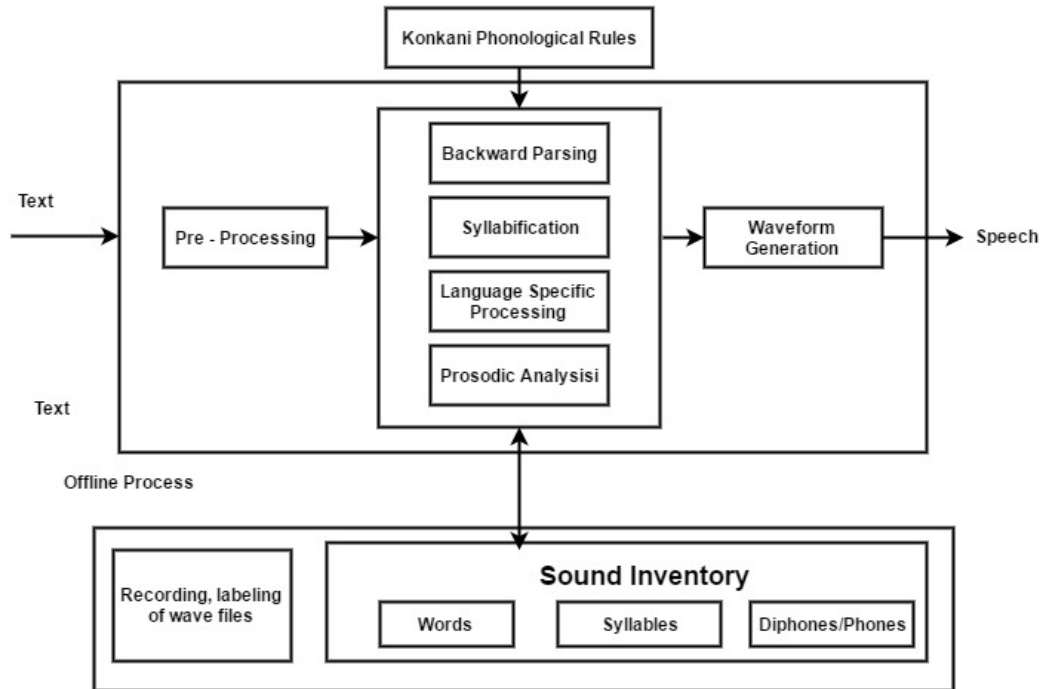 Konkani Phonological Rules
Backward Parsing
Text
Pre - Processing
Syllabification
Waveform
Generation
Speech
Language Specific
Processing
Prosodic Analysisi
Text
Offline Process
Recording, labeling
of wave files
Sound Inventory
Words
Syllables
Diphones/Phones